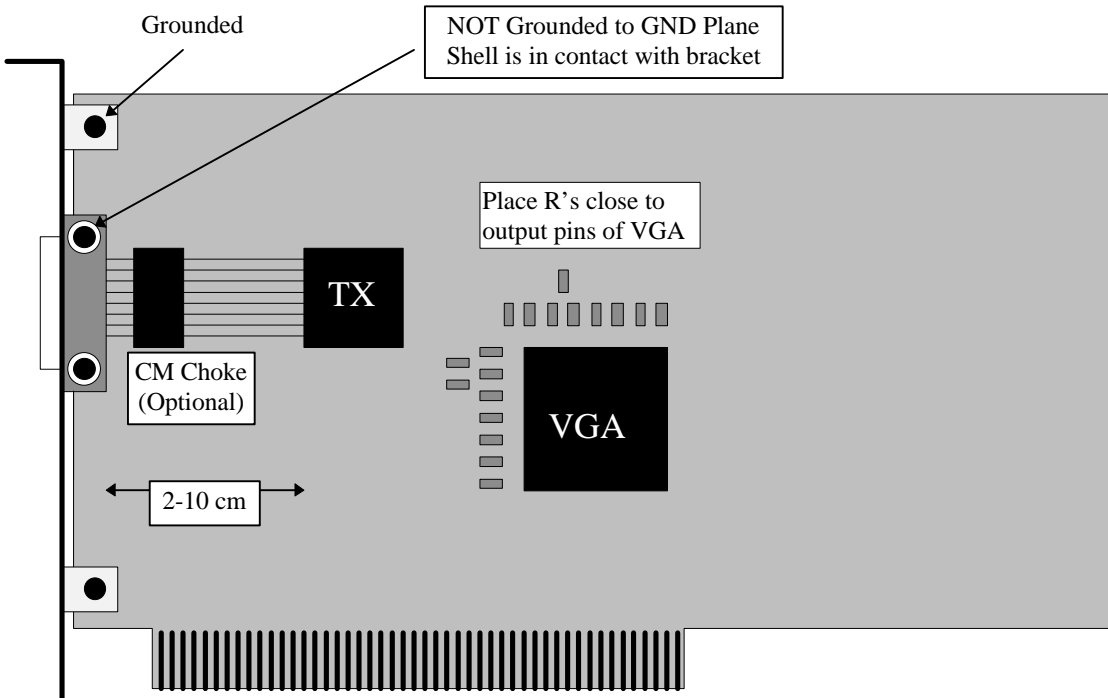 Grounded
NOT Grounded to GND Plane
Shell is in contact with bracket
Place R's close to
output pins of VGA
TX
CM Choke
(Optional)
VGA
2-10 cm